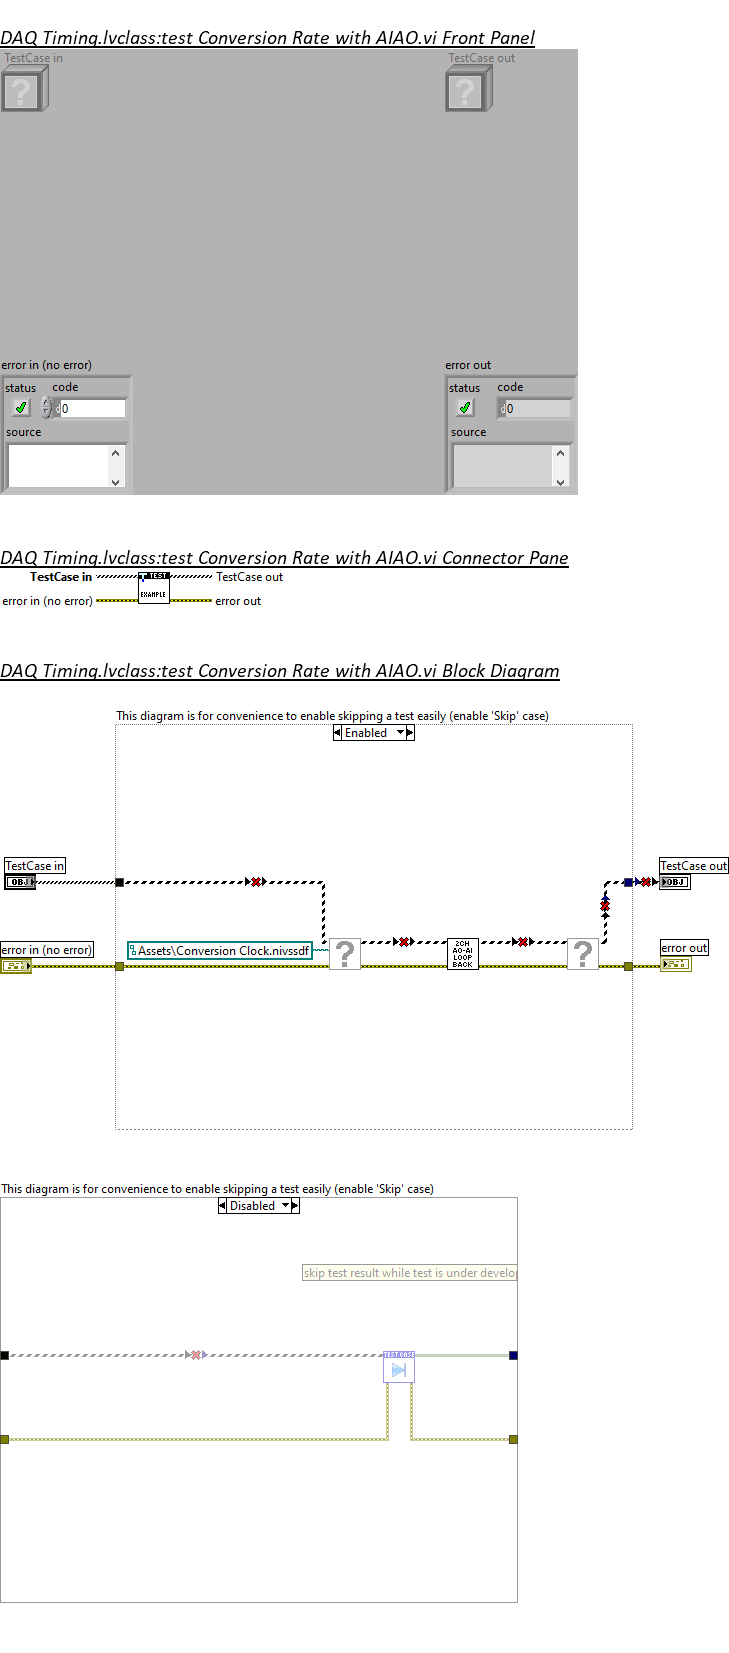 DAQ Timing.lvclass:test Conversion Rate with AIAO.vi Front Panel
TestCase in
TestCase out
?
?
error in (no error)
error out
status
code
status
code
d0
d0
source
source
DAQ Timing.lvclass:test Conversion Rate with AIAO.vi Connector Pane
TestCase in
TEST
TestCase out
error in (no error)
EXAMPLE
error out
DAQ Timing.lvclass:test Conversion Rate with AIAO.vi Block Diagram
This diagram is for convenience to enable skipping a test easily (enable 'Skip' case)
Enabled
TestCase in
TestCase out
OBJ
OBJ
error in (no error)
Assets\Conversion Clock.nivssdf
?
2CH
AO-AI
LOOP
BACK
?
error out
This diagram is for convenience to enable skipping a test easily (enable 'Skip' case)
Disabled
skip test result while test is under develo
TESTCASE